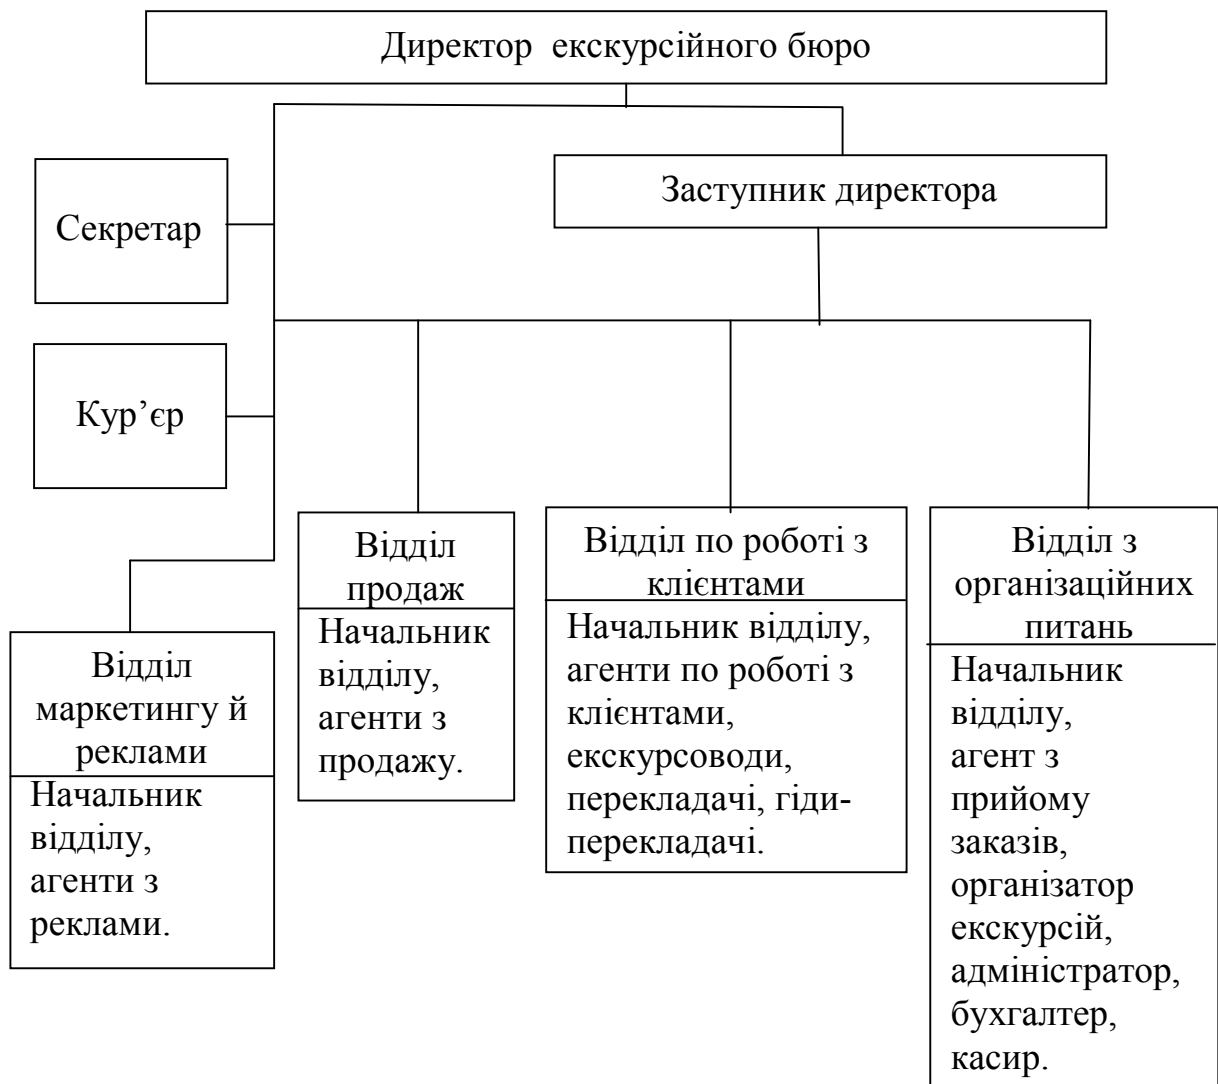 Директор екскурсійного бюро
Заступник директора
Секретар
Кур’єр
Відділ
маркетингу й
реклами
Начальник
відділу,
агенти з
реклами.
Відділ
продаж
Начальник
відділу,
агенти з
продажу.
Відділ по роботі з
клієнтами
Начальник відділу,
агенти по роботі з
клієнтами,
екскурсоводи,
перекладачі, гіди-
перекладачі.
Відділ з
організаційних
питань
Начальник
відділу,
агент з
прийому
заказів,
організатор
екскурсій,
адміністратор,
бухгалтер,
касир.